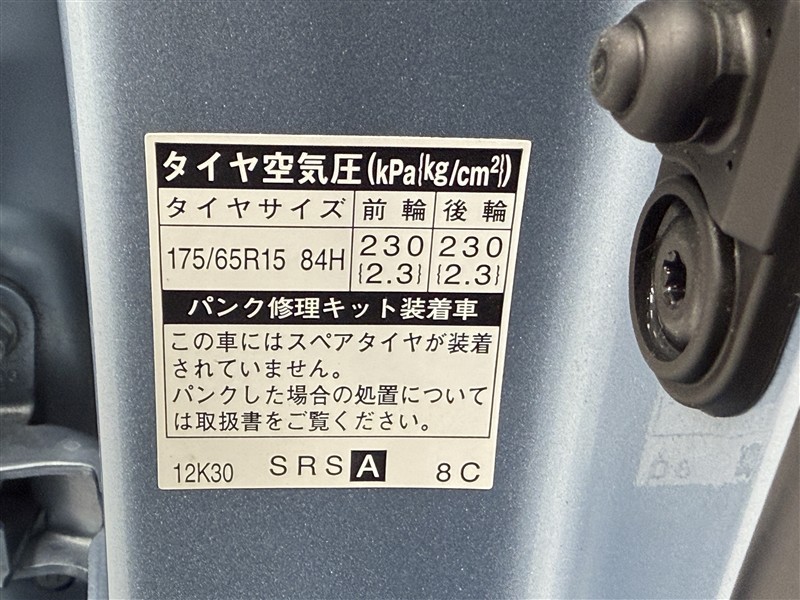 タイヤ空気圧(kPa{kg/cm²})
タイヤサイズ 前輪 後輪
175/65R15 84H 230 {2.3} 230 {2.3}
パンク修理キット装着車
この車にはスペアタイヤが装着
されていません。
パンクした場合の処置について
は取扱書をご覧ください。
12K30 SRS A 8C